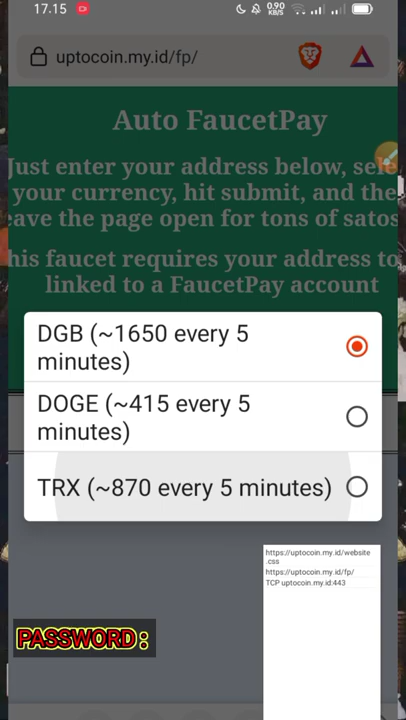 17.15
0.90
KB/S
uptocoin.my.id/fp/
Auto FaucetPay
Just enter your address below, sele
your currency, hit submit, and the
eave the page open for tons of satos
his faucet requires your address to
linked to a FaucetPay account
DGB (~1650 every 5
minutes)
DOGE (~415 every 5
minutes)
TRX (~870 every 5 minutes)
https://uptocoin.my.id/website
.css
https://uptocoin.my.id/fp/
TCP uptocoin.my.id:443
PASSWORD: